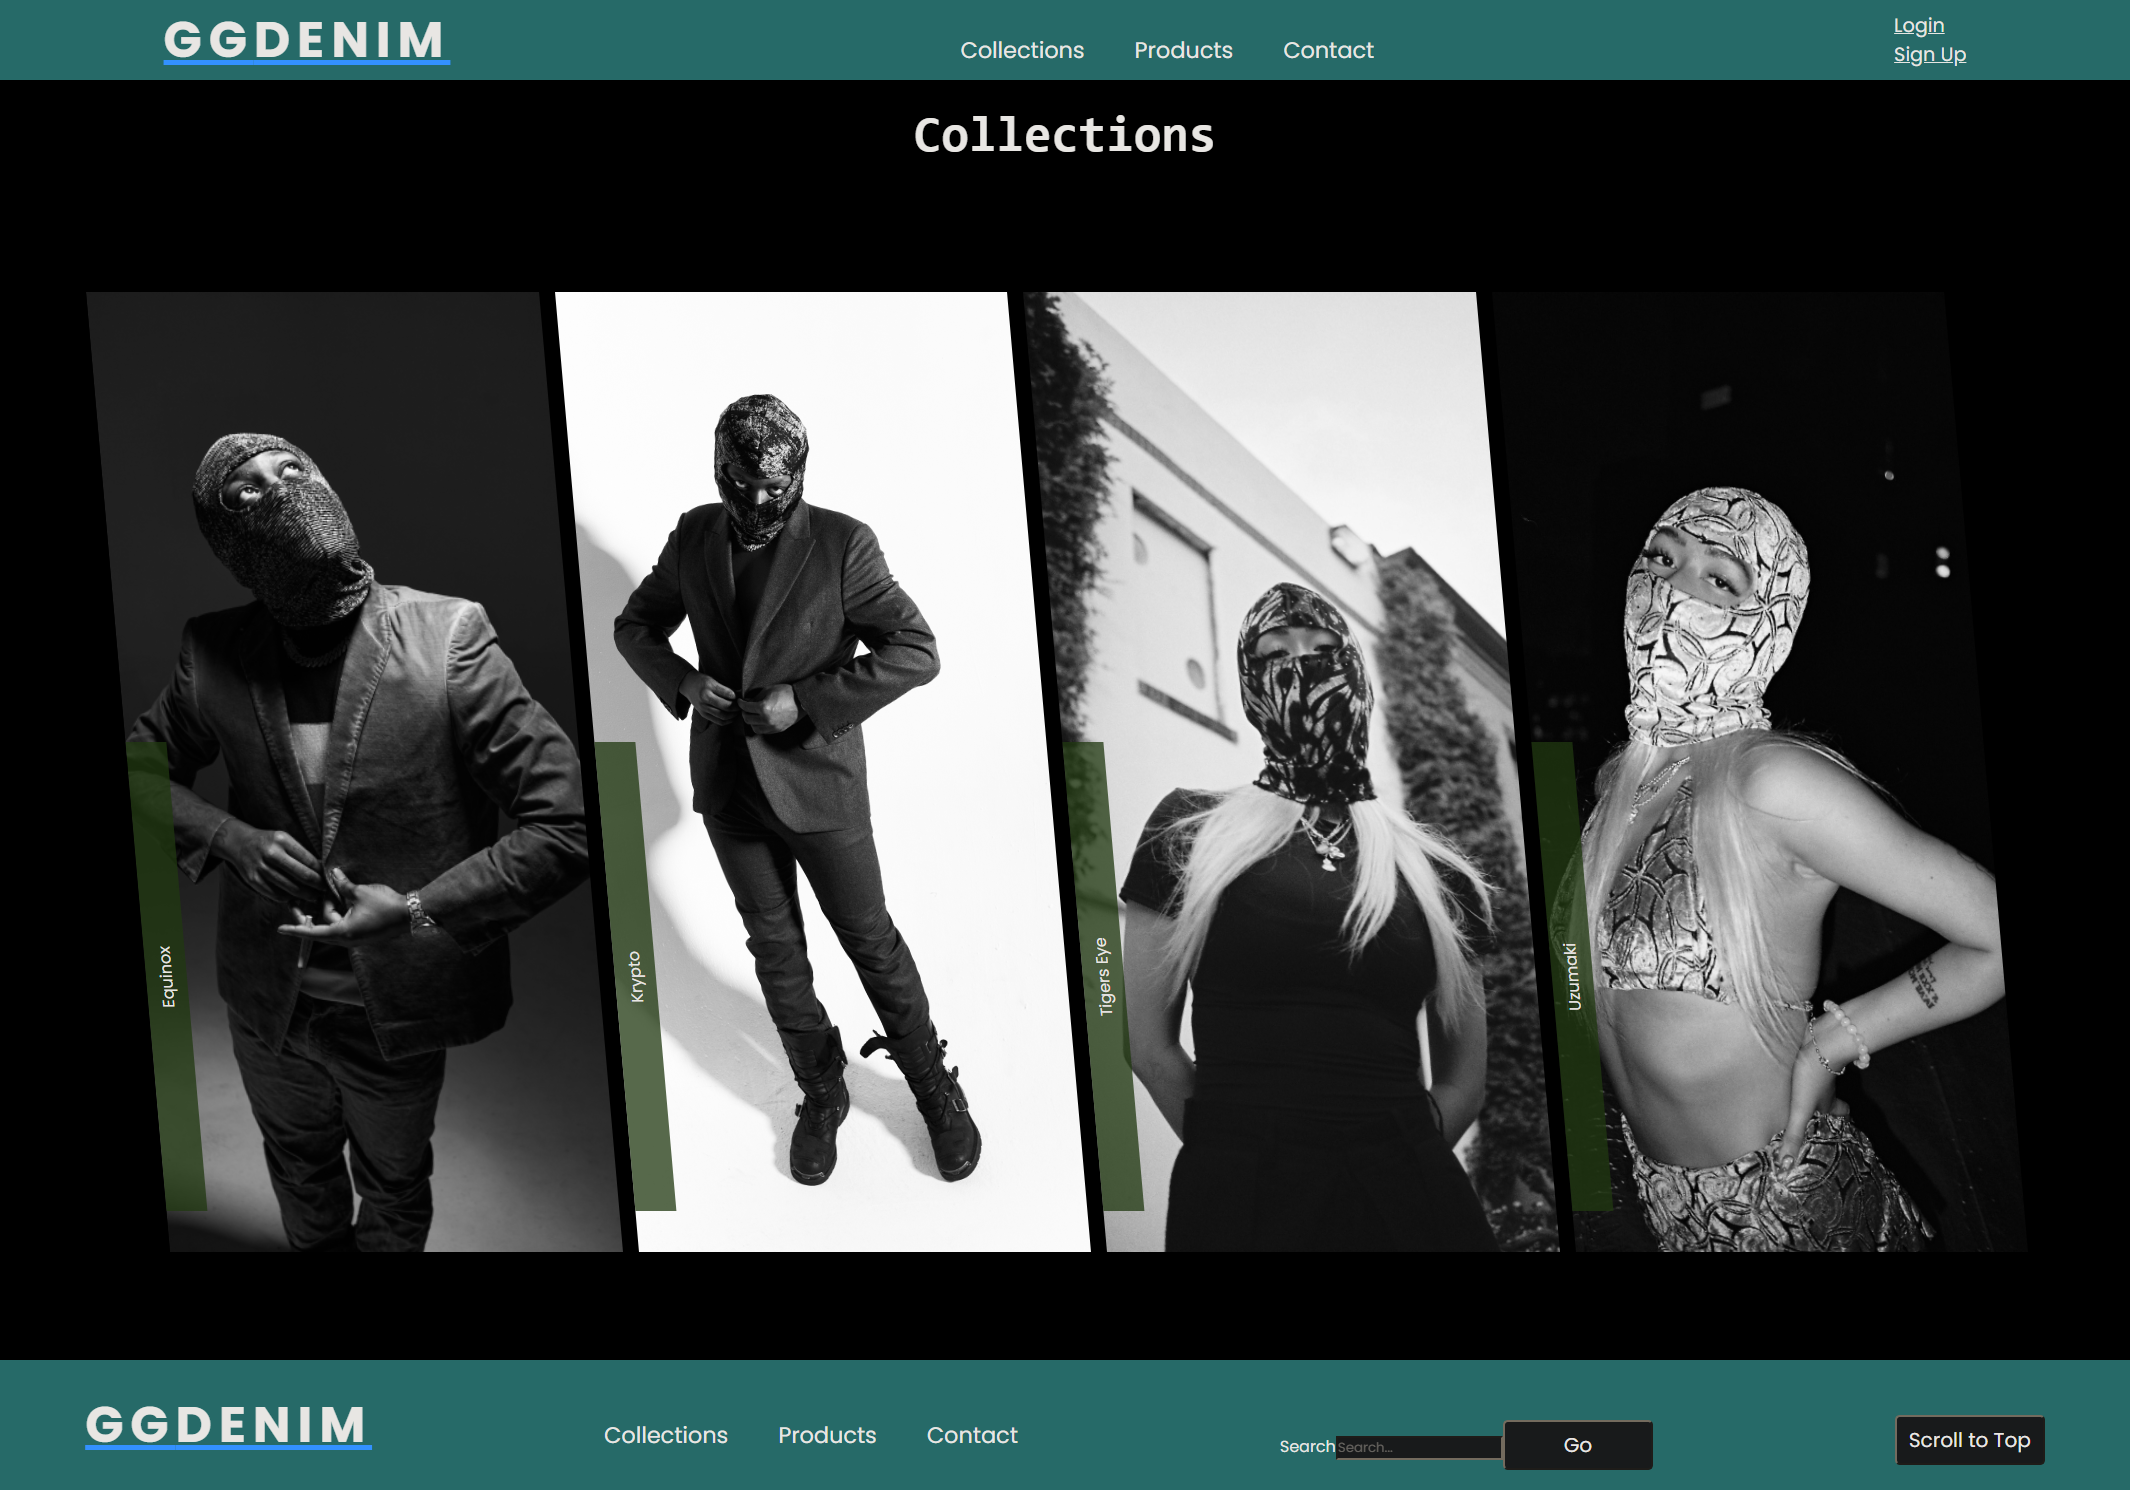 GGDENIM
Collections Products Contact
Login
Sign Up
Collections
Equinox
Krypto
Tigers Eye
Uzumaki
GGDENIM
Collections Products Contact
Search Search... Go
Scroll to Top